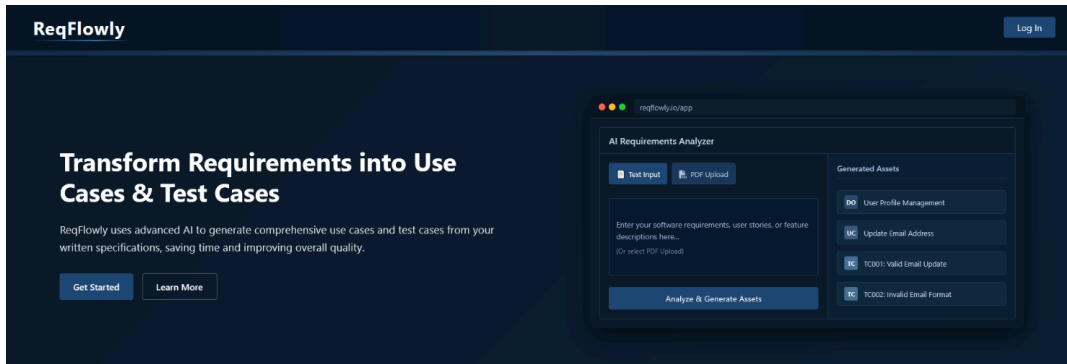 ReqFlowly
Log In
Transform Requirements into Use
Cases & Test Cases
ReqFlowly uses advanced AI to generate comprehensive use cases and test cases from your
written specifications, saving time and improving overall quality.
Get Started
Learn More
reqflowly.io/app
AI Requirements Analyzer
Text Input
PDF Upload
Enter your software requirements, user stories, or feature
descriptions here...
(Or select PDF Upload)
Analyze & Generate Assets
Generated Assets
DO User Profile Management
UC Update Email Address
TC TC001: Valid Email Update
TC TC002: Invalid Email Format